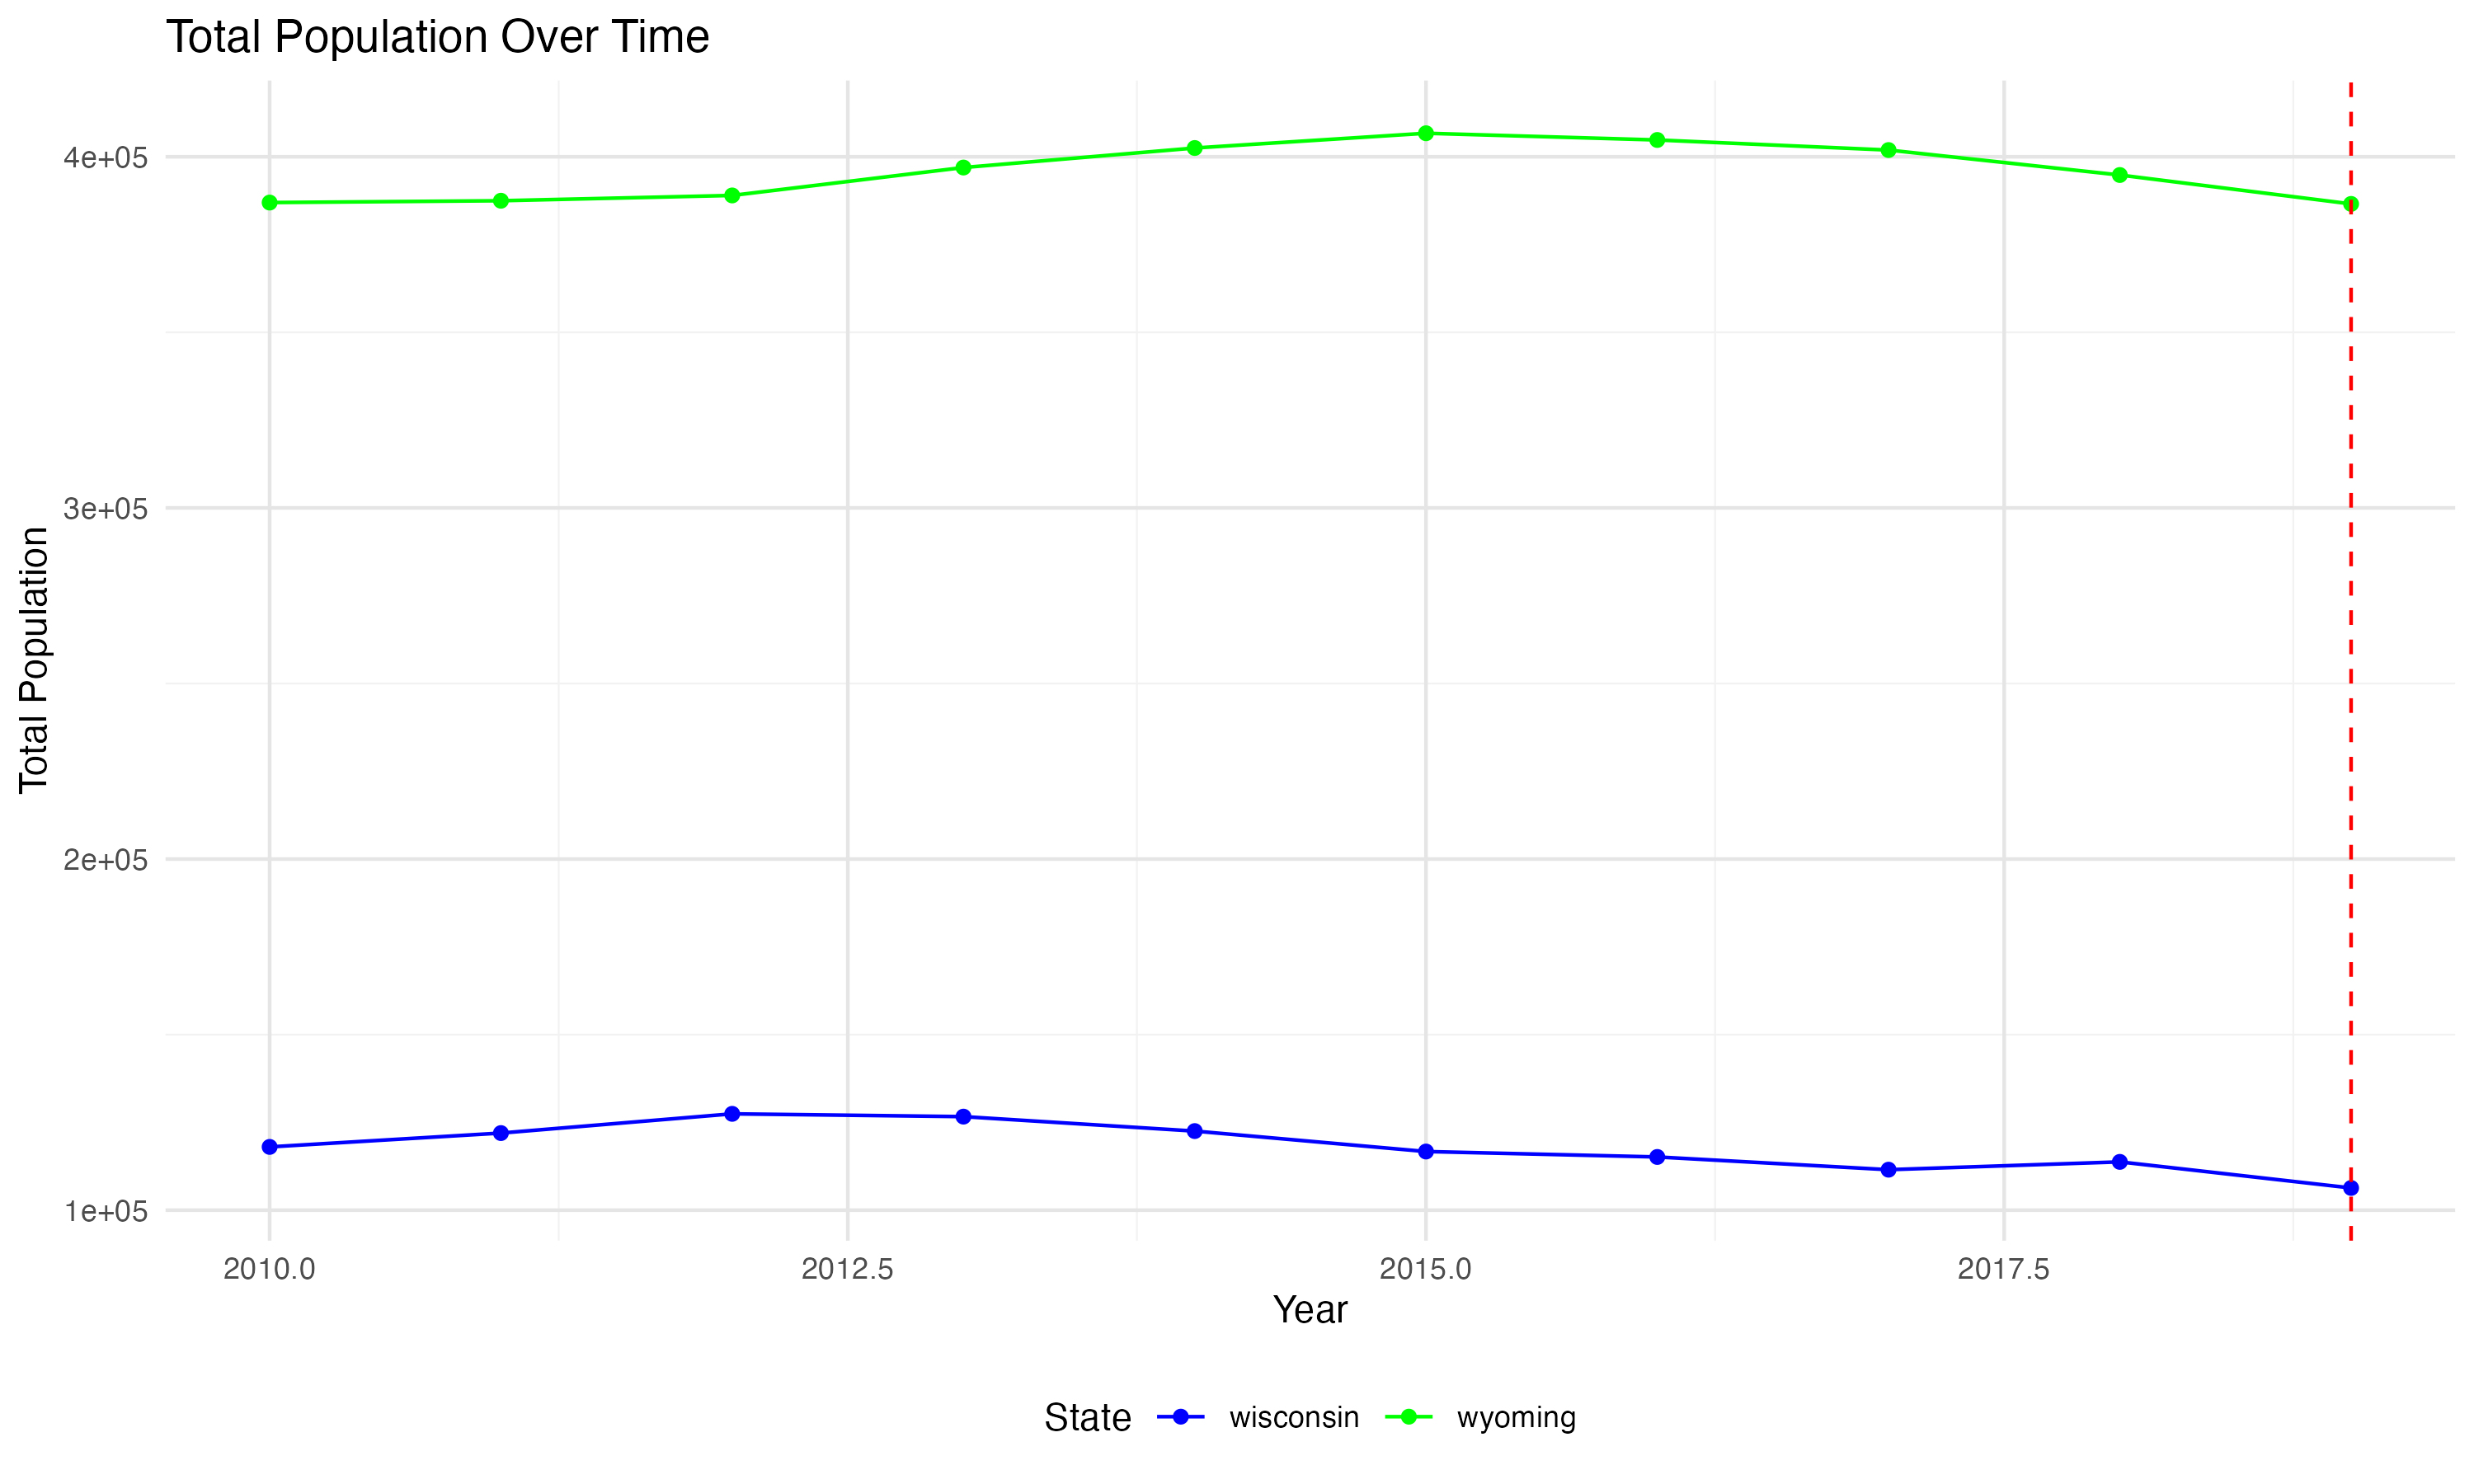 Total Population Over Time
Total Population
4e+05
3e+05
2e+05
1e+05
2010.0 2012.5 2015.0 2017.5
Year
State wisconsin wyoming